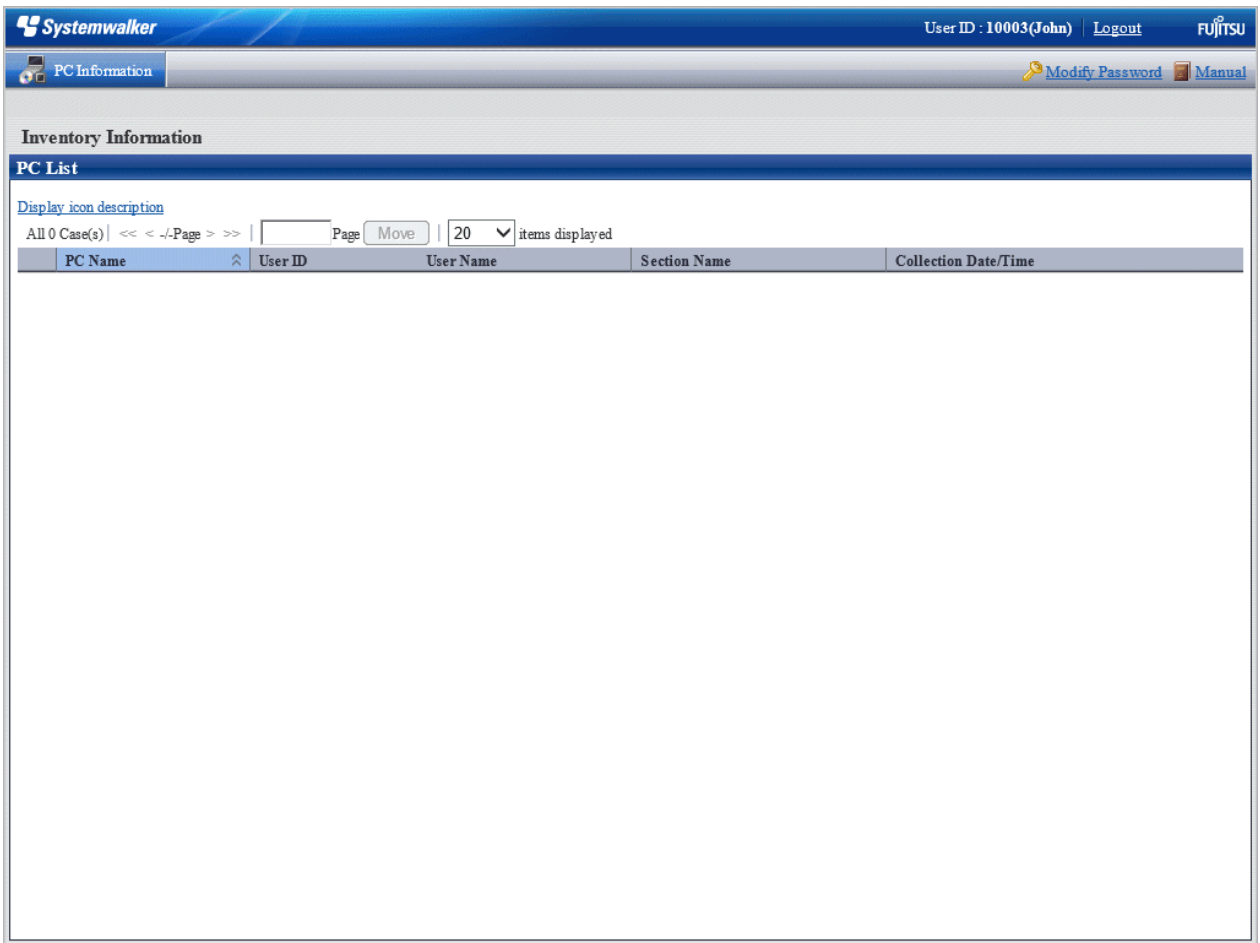 Systemwalker User ID : 10003(John) Logout FUJITSU
PC Information Modify Password Manual
Inventory Information
PC List
Display icon description
All 0 Case(s) << < -/-Page > >> Page Move 20 items displayed
PC Name User ID User Name Section Name Collection Date/Time